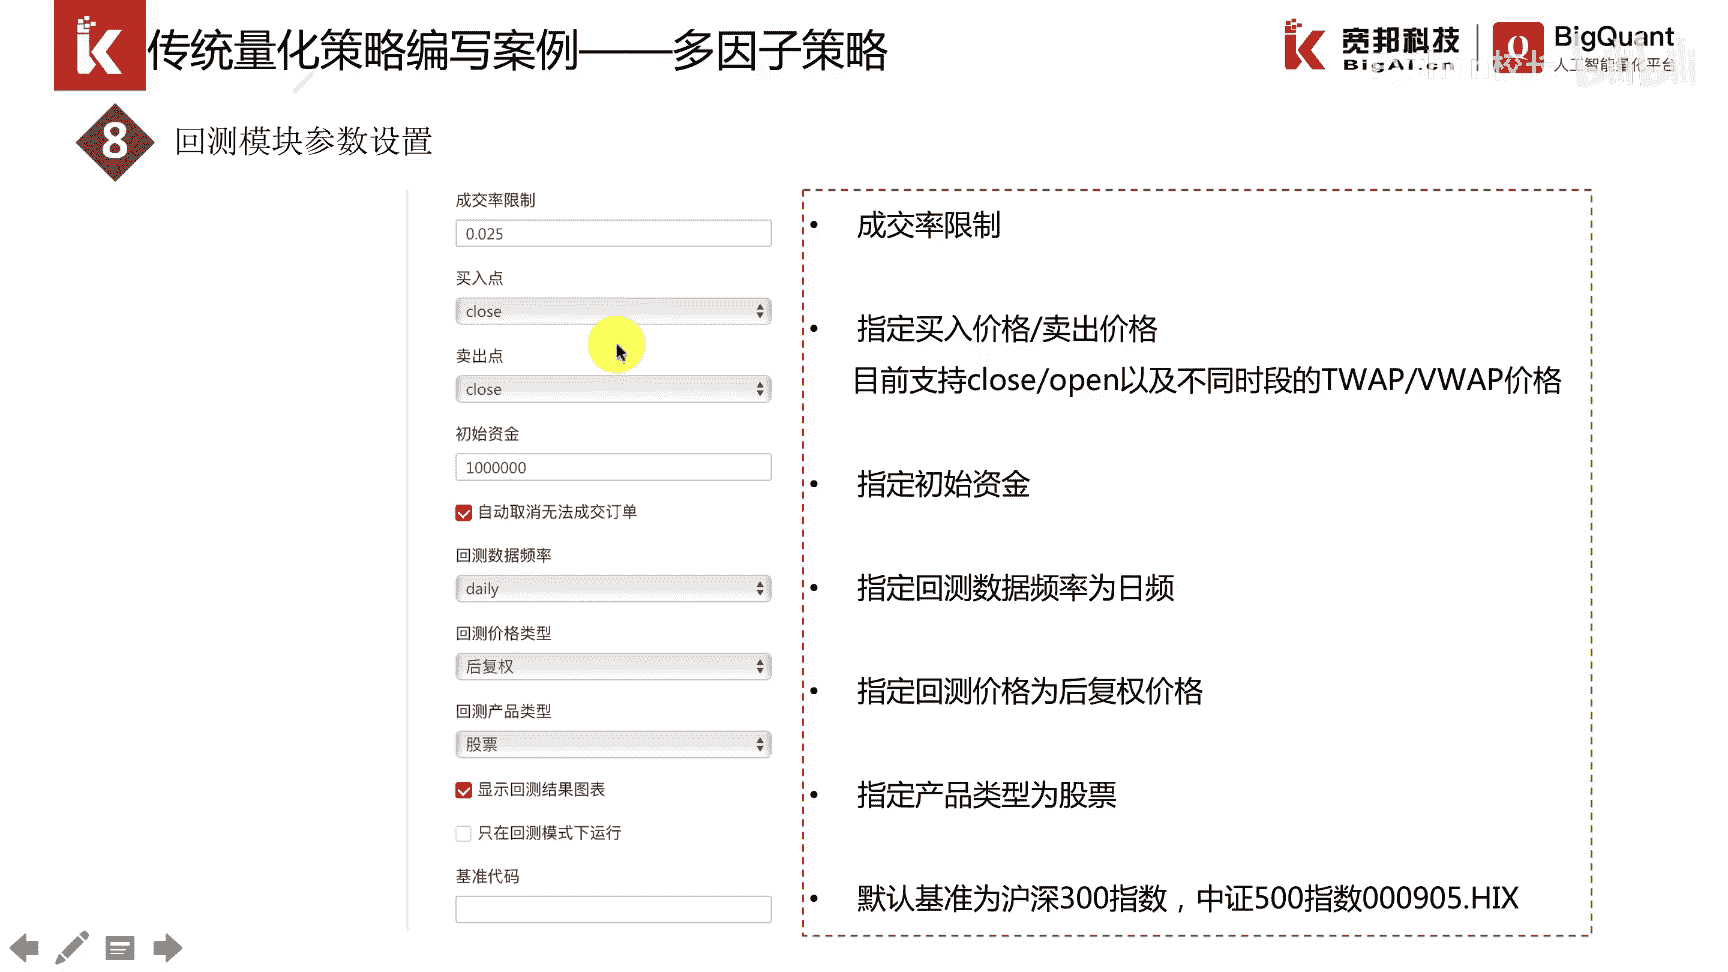 传统量化策略编写案例——多因子策略
宽邦科技
BigAI.cn
BigQuant
人工智能量化平台
8
回测模块参数设置
成交率限制
0.025
买入点
close
卖出点
close
初始资金
1000000
自动取消无法成交订单
回测数据频率
daily
回测价格类型
后复权
回测产品类型
股票
显示回测结果图表
只在回测模式下运行
基准代码
• 成交率限制
• 指定买入价格/卖出价格
目前支持close/open以及不同时段的TWAP/VWAP价格
• 指定初始资金
• 指定回测数据频率为日频
• 指定回测价格为后复权价格
• 指定产品类型为股票
• 默认基准为沪深300指数，中证500指数000905.HIX